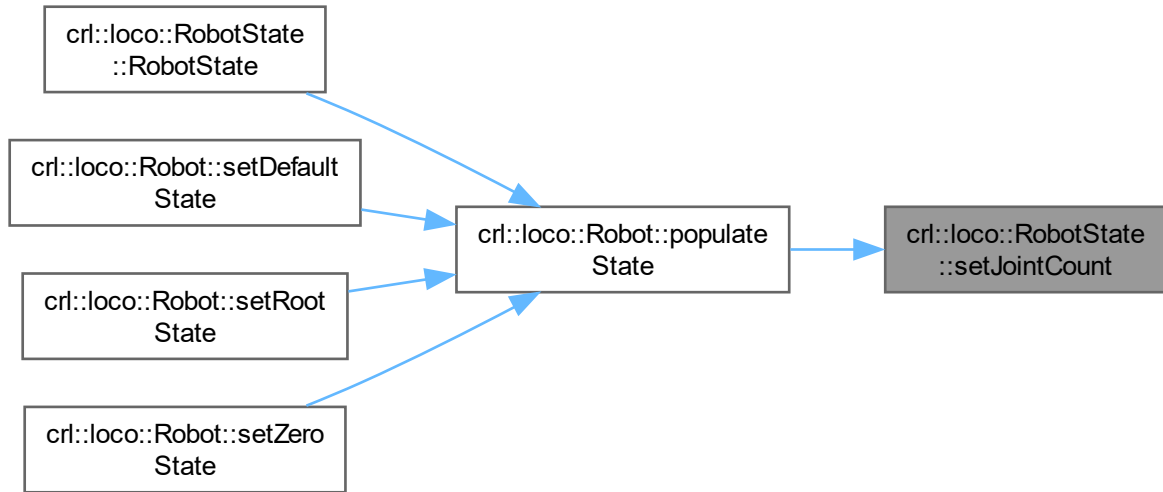 crl::loco::RobotState
::RobotState
crl::loco::Robot::setDefault
State
crl::loco::Robot::setRoot
State
crl::loco::Robot::setZero
State
crl::loco::Robot::populate
State
crl::loco::RobotState
::setJointCount